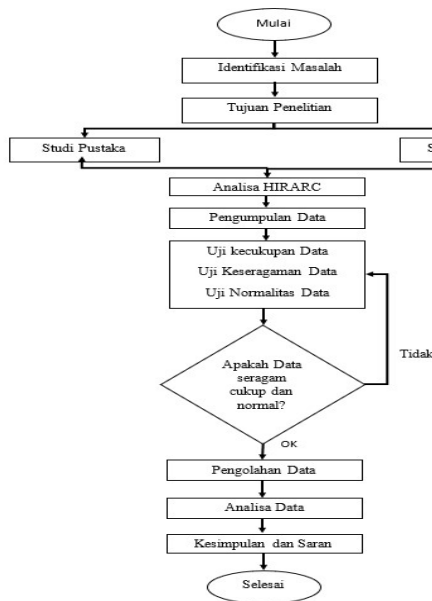 Mulai
Identifikasi Masalah
Tujuan Penelitian
Studi Pustaka
S
Analisa HIRARC
Pengumpulan Data
Uji kecukupan Data
Uji Keseragaman Data
Uji Normalitas Data
Apakah Data
seragam
cukup dan
normal?
Tidak
OK
Pengolahan Data
Analisa Data
Kesimpulan dan Saran
Selesai